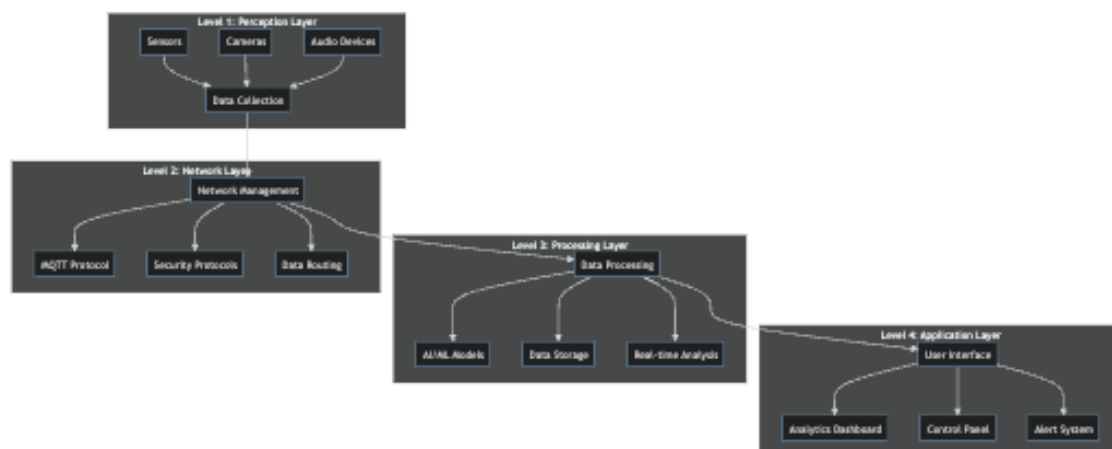 Level 1: Perception Layer
Sensors
Cameras
Audio Devices
Data Collection
Level 2: Network Layer
Network Management
MQTT Protocol
Security Protocols
Data Routing
Level 3: Processing Layer
Data Processing
AI/ML Models
Data Storage
Real-time Analysis
Level 4: Application Layer
User Interface
Analytics Dashboard
Control Panel
Alert System